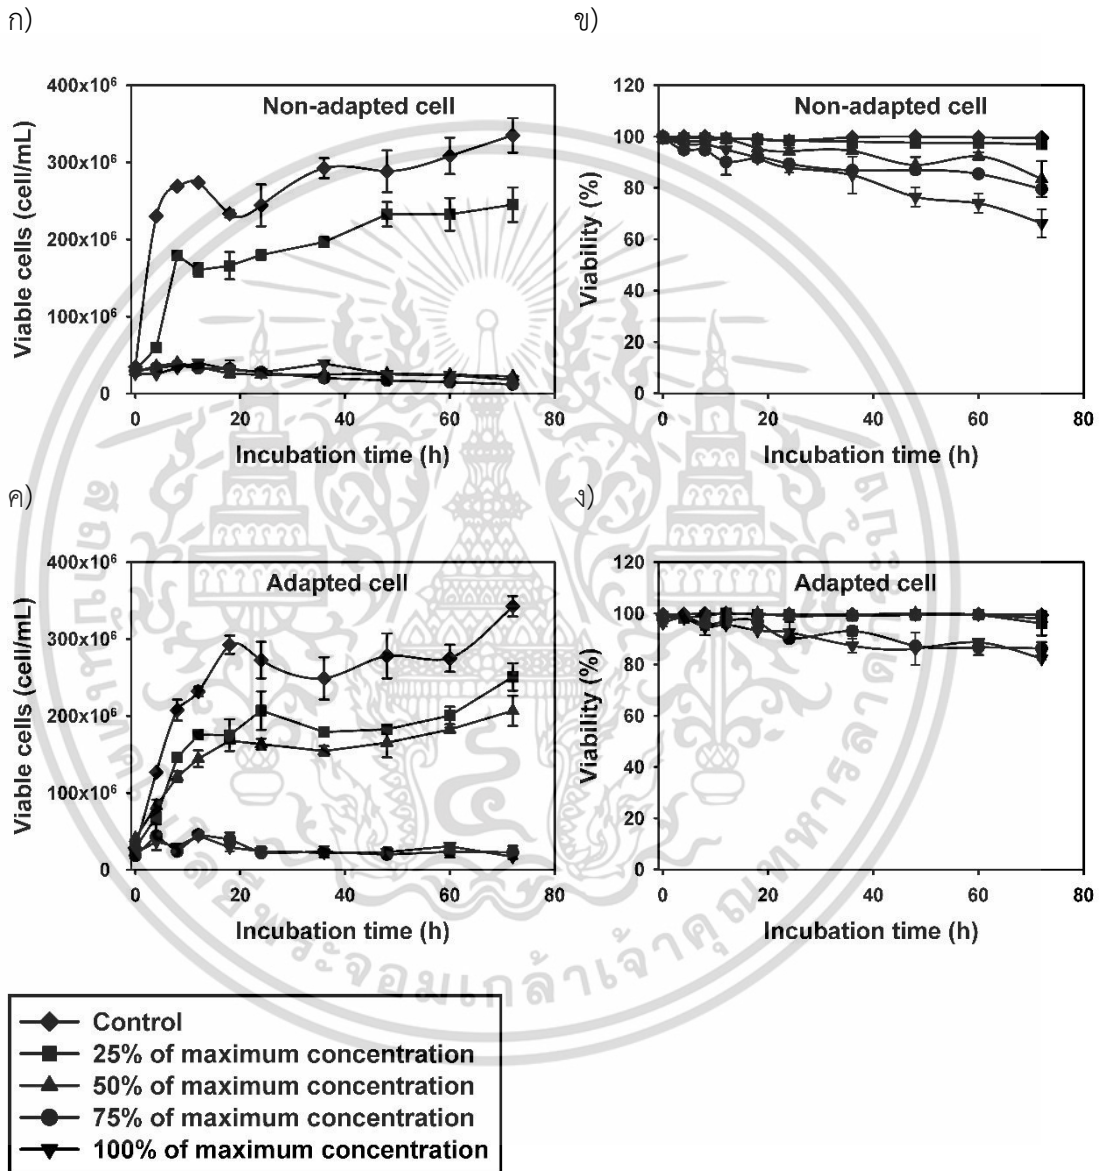 ก)
ข)
400x10⁶
300x10⁶
200x10⁶
100x10⁶
0
Viable cells (cell/mL)
Non-adapted cell
0 20 40 60 80
Incubation time (h)
120
100
80
60
40
20
0
Viability (%)
Non-adapted cell
0 20 40 60 80
Incubation time (h)
ค)
ง)
400x10⁶
300x10⁶
200x10⁶
100x10⁶
0
Viable cells (cell/mL)
Adapted cell
0 20 40 60 80
Incubation time (h)
120
100
80
60
40
20
0
Viability (%)
Adapted cell
0 20 40 60 80
Incubation time (h)
Control
25% of maximum concentration
50% of maximum concentration
75% of maximum concentration
100% of maximum concentration